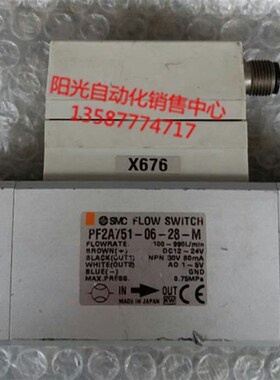 阳光自动化销售中心
13587774717
X676
SMC FLOW SWITCH
PF2A751-06-28-M
FLOWRATE. 100~990L/min
BROWN(+) DC12~24V
BLACK(OUT1) NPN 30V 80mA
WHITE(OUT2) AO 1~5V
BLUE(-) GND
MAX.PRESS. 0.75MPa
IN OUT
MADE IN JAPAN